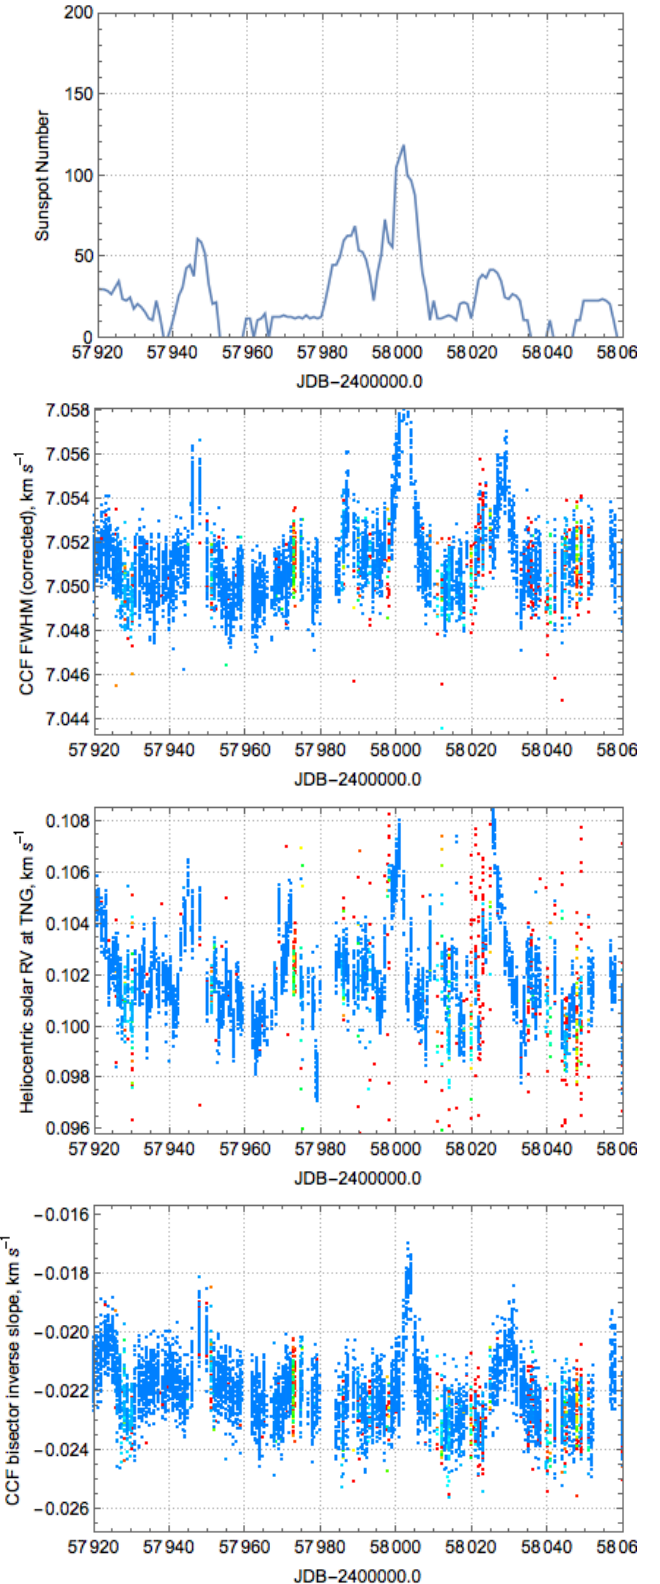 200
150
100
50
0
Sunspot Number
57 920 57 940 57 960 57 980 58 000 58 020 58 040 58 06
JDB-2400000.0
7.058
7.056
7.054
7.052
7.050
7.048
7.046
7.044
CCF FWHM (corrected), km s⁻¹
57 920 57 940 57 960 57 980 58 000 58 020 58 040 58 06
JDB-2400000.0
0.108
0.106
0.104
0.102
0.100
0.098
0.096
Heliocentric solar RV at TNG, km s⁻¹
57 920 57 940 57 960 57 980 58 000 58 020 58 040 58 06
JDB-2400000.0
-0.016
-0.018
-0.020
-0.022
-0.024
-0.026
CCF bisector inverse slope, km s⁻¹
57 920 57 940 57 960 57 980 58 000 58 020 58 040 58 060
JDB-2400000.0